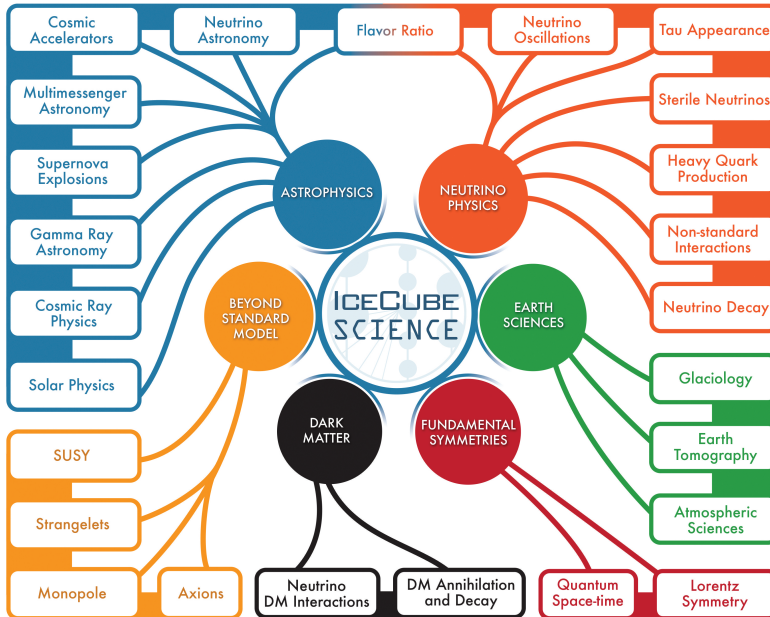 Cosmic
Accelerators
Neutrino
Astronomy
Flavor Ratio
Neutrino
Oscillations
Tau Appearance
Multimessenger
Astronomy
Sterile Neutrinos
Supernova
Explosions
ASTROPHYSICS
NEUTRINO
PHYSICS
Heavy Quark
Production
Gamma Ray
Astronomy
Non-standard
Interactions
Cosmic Ray
Physics
BEYOND
STANDARD
MODEL
ICECUBE
SCIENCE
EARTH
SCIENCES
Neutrino Decay
Solar Physics
Glaciology
DARK
MATTER
FUNDAMENTAL
SYMMETRIES
SUSY
Earth
Tomography
Strangelets
Atmospheric
Sciences
Monopole
Axions
Neutrino
DM Interactions
DM Annihilation
and Decay
Quantum
Space-time
Lorentz
Symmetry